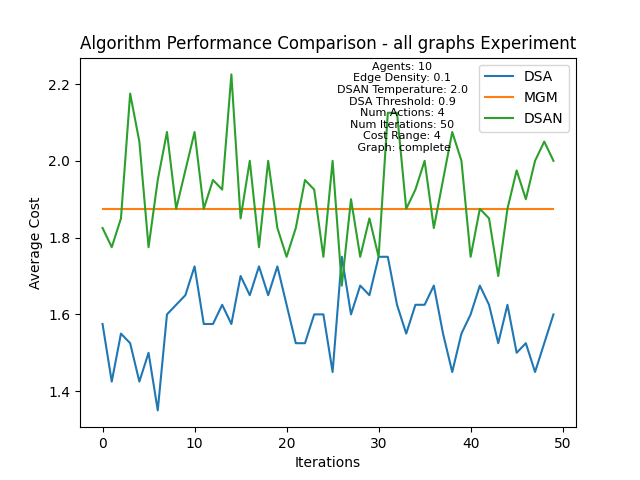 Algorithm Performance Comparison - all graphs Experiment
Agents: 10
Edge Density: 0.1
DSAN Temperature: 2.0
DSA Threshold: 0.9
Num Actions: 4
Num Iterations: 50
Cost Range: 4
Graph: complete
DSA
MGM
DSAN
Average Cost
2.2
2.0
1.8
1.6
1.4
0
10
20
30
40
50
Iterations